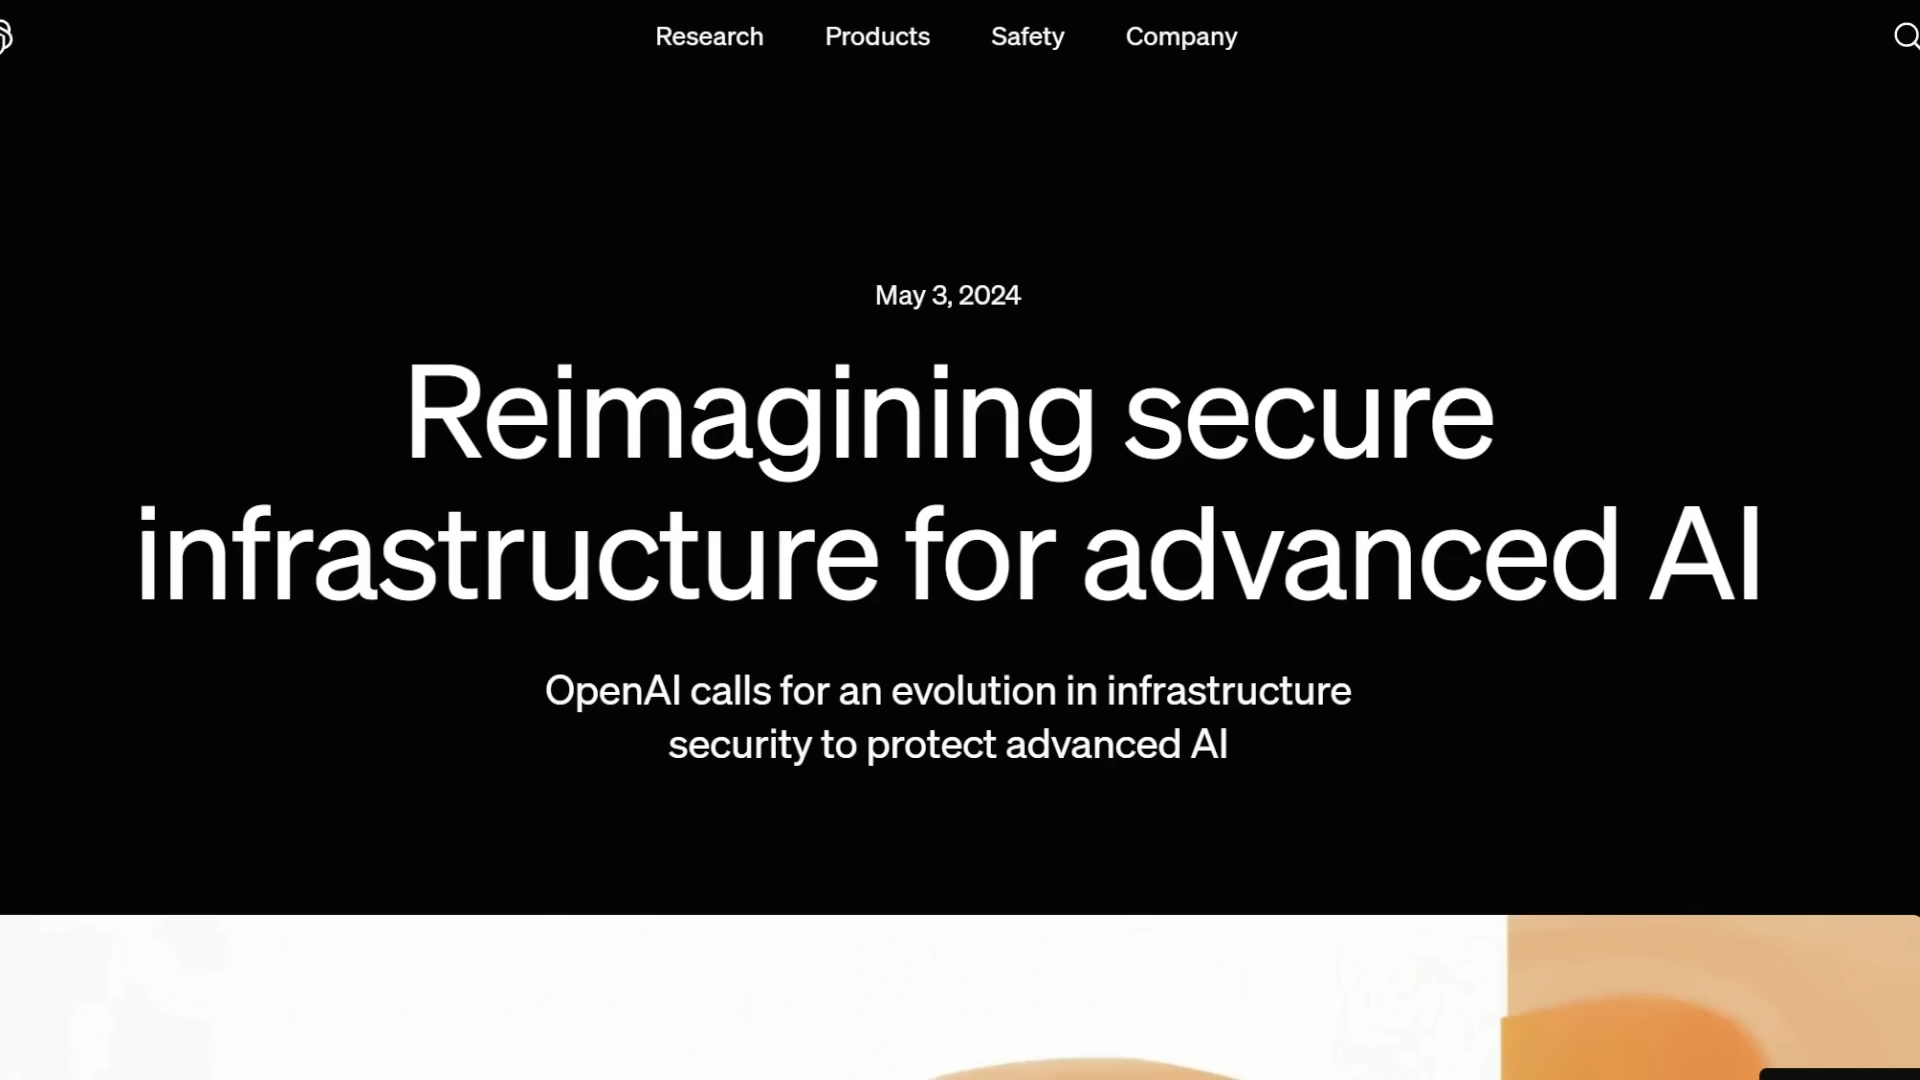 Research Products Safety Company
May 3, 2024
Reimagining secure
infrastructure for advanced AI
OpenAI calls for an evolution in infrastructure
security to protect advanced AI